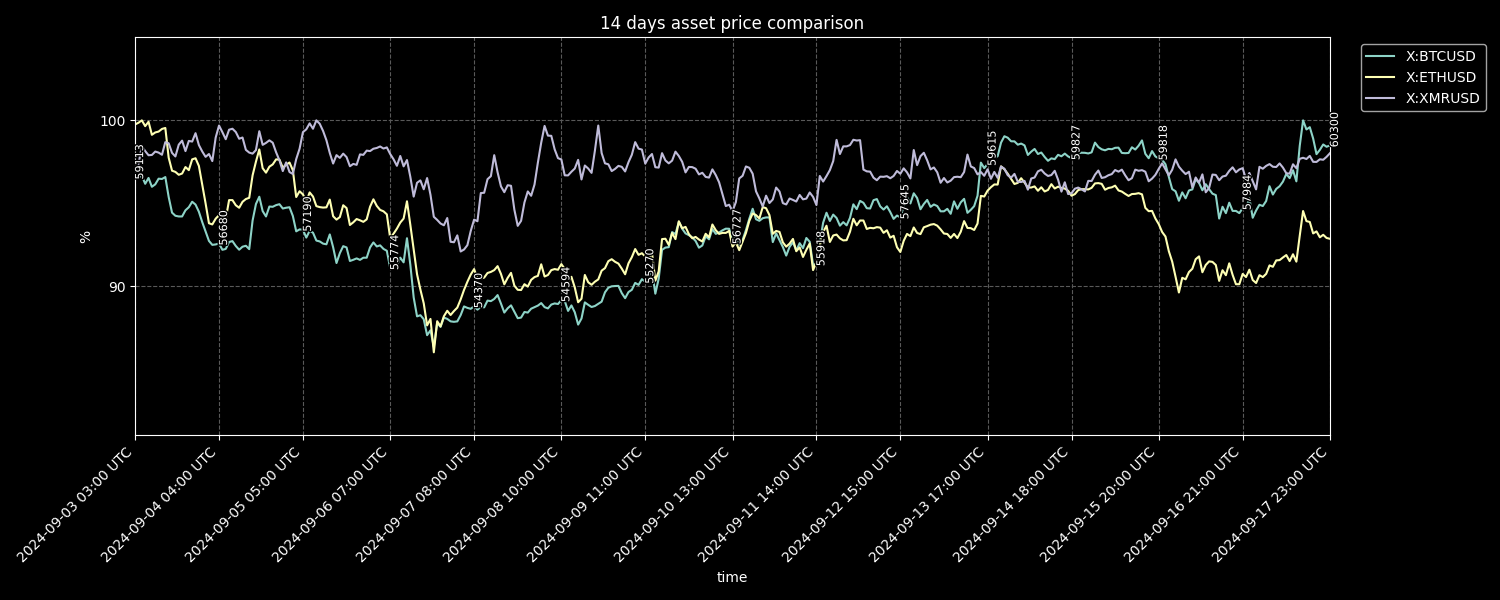 14 days asset price comparison
X:BTCUSD
X:ETHUSD
X:XMRUSD
100
90
%
59113
56680
57190
55774
54370
54594
55270
56727
55918
57645
59615
59827
59818
57984
60300
2024-09-03 03:00 UTC
2024-09-04 04:00 UTC
2024-09-05 05:00 UTC
2024-09-06 07:00 UTC
2024-09-07 08:00 UTC
2024-09-08 10:00 UTC
2024-09-09 11:00 UTC
2024-09-10 13:00 UTC
2024-09-11 14:00 UTC
2024-09-12 15:00 UTC
2024-09-13 17:00 UTC
2024-09-14 18:00 UTC
2024-09-15 20:00 UTC
2024-09-16 21:00 UTC
2024-09-17 23:00 UTC
time